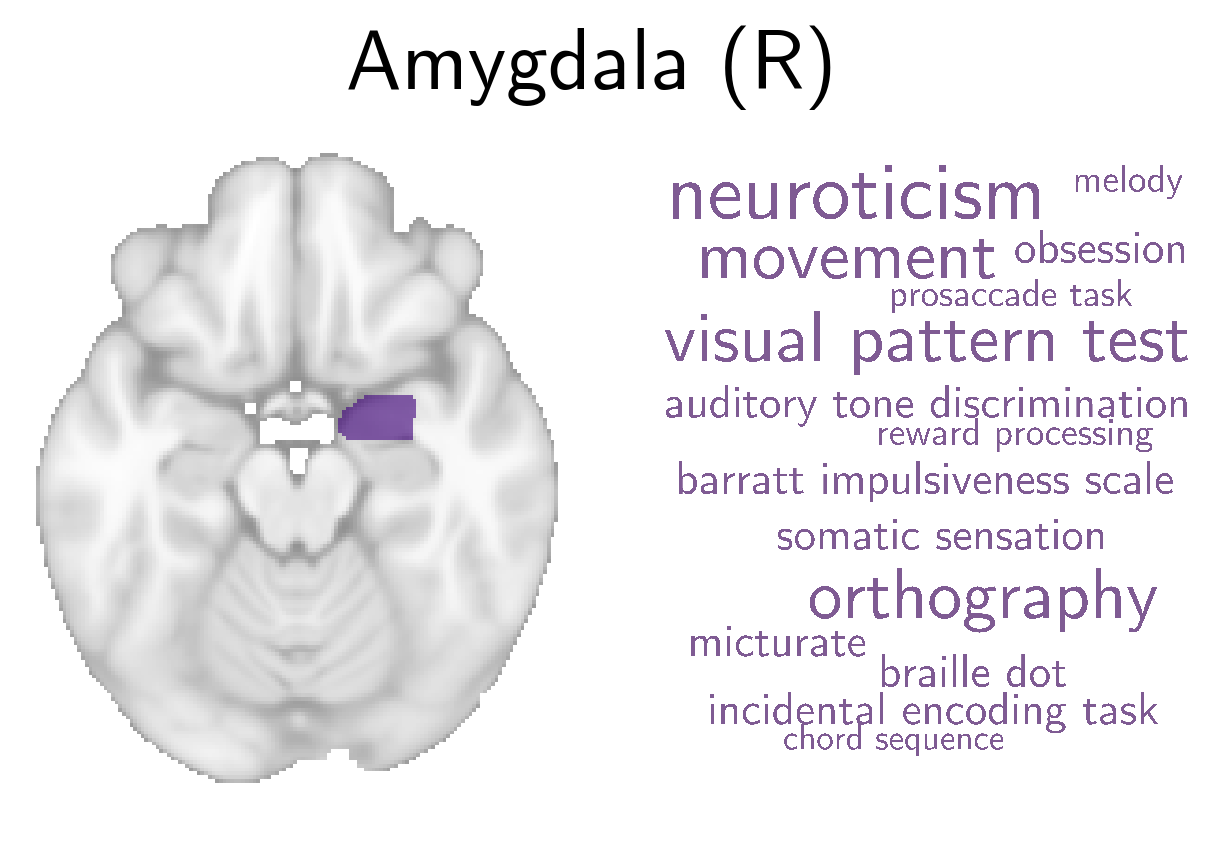 Amygdala (R)
neuroticism melody
movement obsession
prosaccade task
visual pattern test
auditory tone discrimination
reward processing
barratt impulsiveness scale
somatic sensation
orthography
micturate
braille dot
incidental encoding task
chord sequence